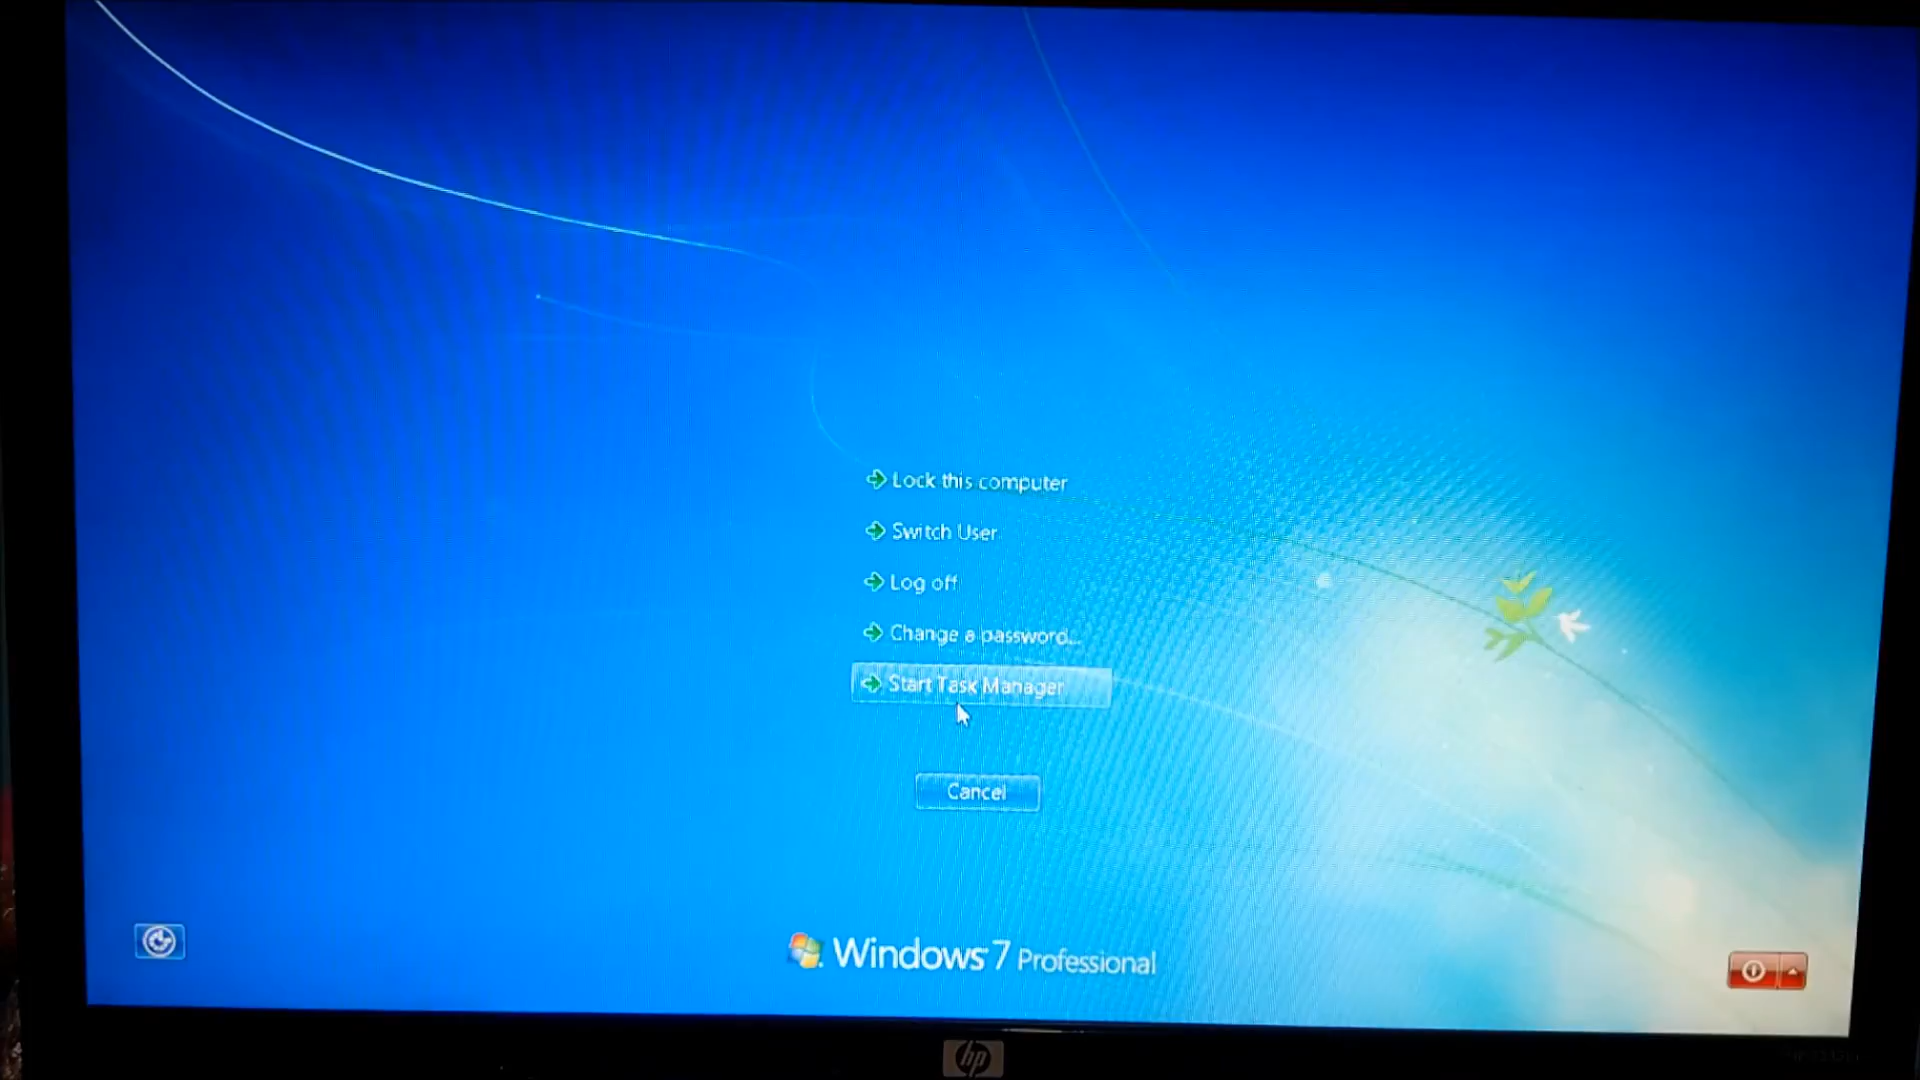 Lock this computer
Switch User
Log off
Change a password...
Start Task Manager
Cancel
Windows 7 Professional
hp